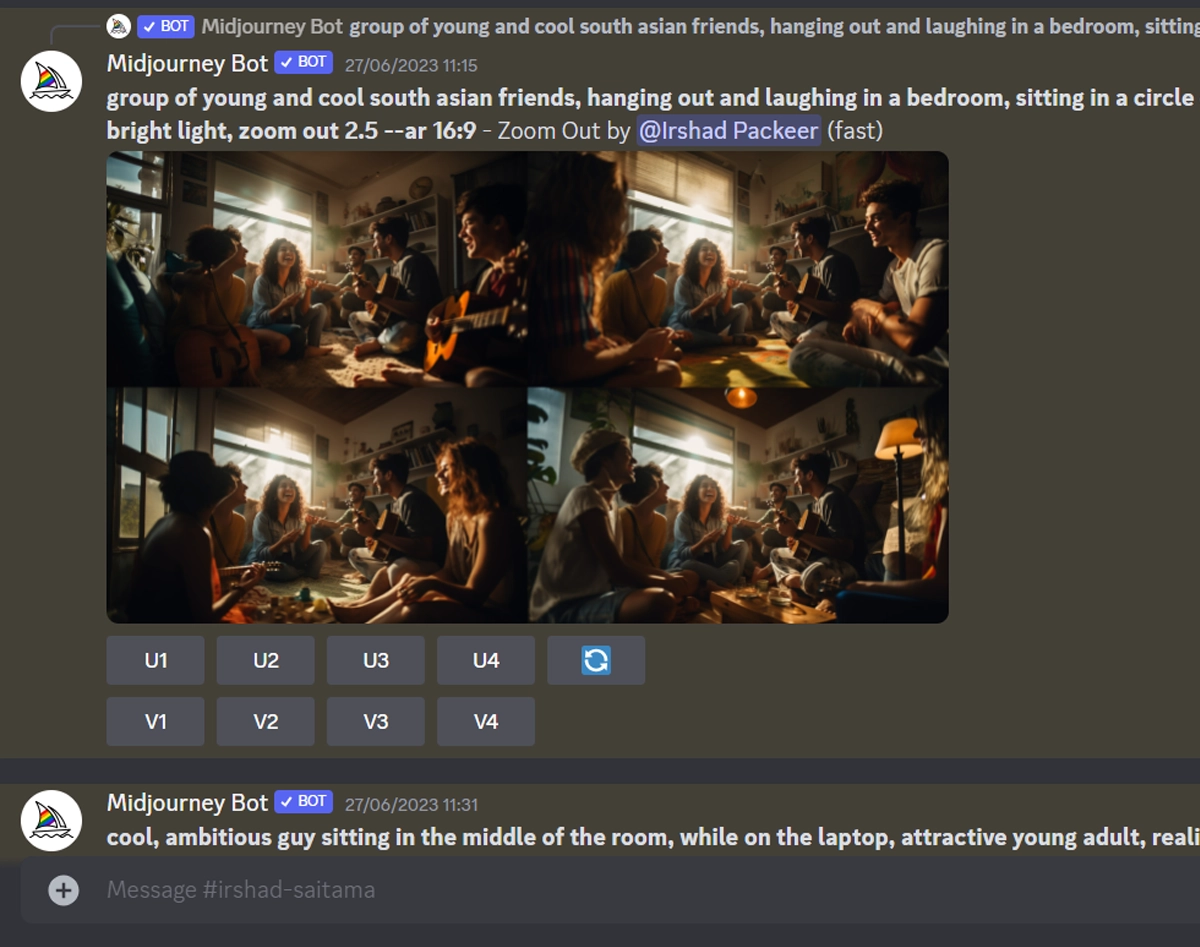 BOT Midjourney Bot group of young and cool south asian friends, hanging out and laughing in a bedroom, sitting
Midjourney Bot BOT 27/06/2023 11:15
group of young and cool south asian friends, hanging out and laughing in a bedroom, sitting in a circle
bright light, zoom out 2.5 --ar 16:9 - Zoom Out by @Irshad Packeer (fast)
U1 U2 U3 U4
V1 V2 V3 V4
Midjourney Bot BOT 27/06/2023 11:31
cool, ambitious guy sitting in the middle of the room, while on the laptop, attractive young adult, reali
Message #irshad-saitama